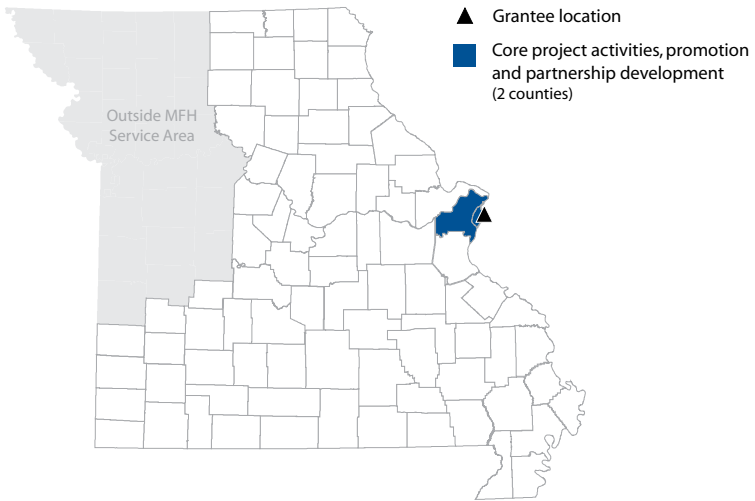 Grantee location
Core project activities, promotion
and partnership development
(2 counties)
Outside MFH
Service Area